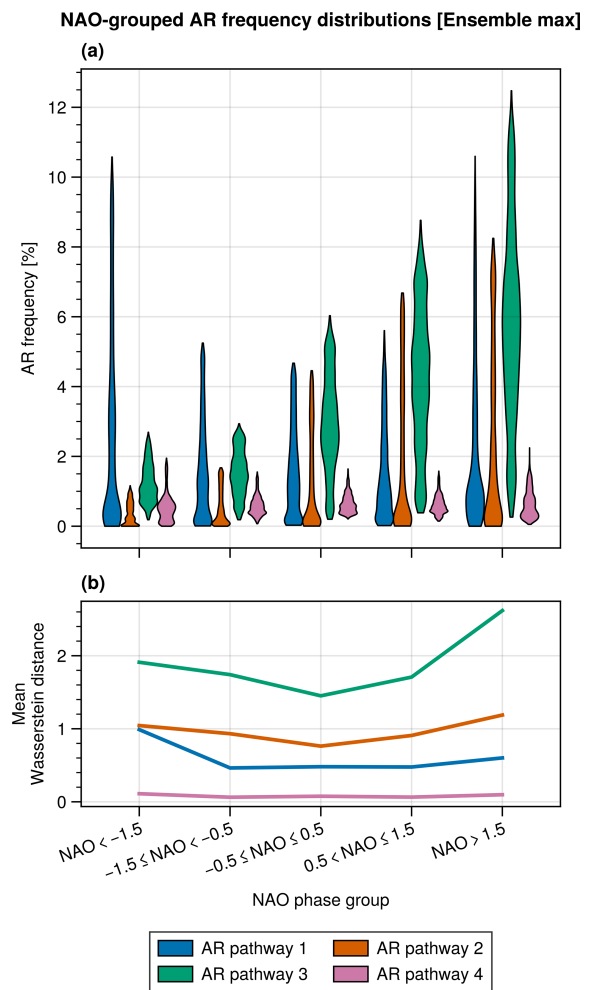 NAO-grouped AR frequency distributions [Ensemble max]
(a)
12
10
8
6
4
2
0
AR frequency [%]
(b)
2
1
0
Mean
Wasserstein distance
NAO < −1.5
−1.5 ≤ NAO < −0.5
−0.5 ≤ NAO ≤ 0.5
0.5 < NAO ≤ 1.5
NAO > 1.5
NAO phase group
AR pathway 1
AR pathway 2
AR pathway 3
AR pathway 4